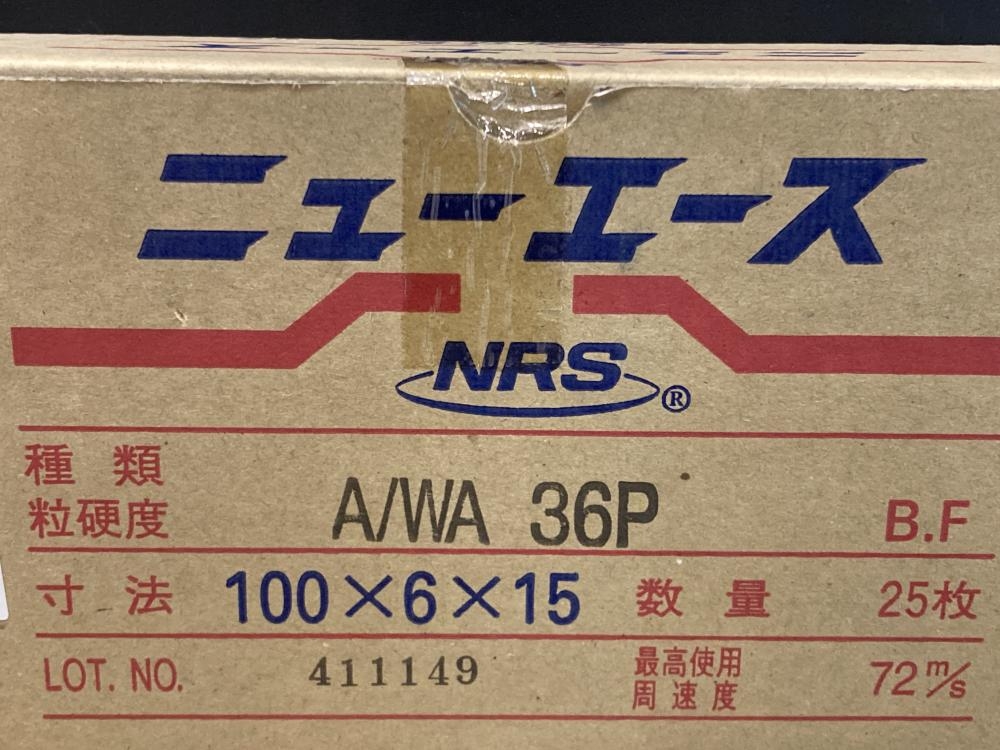 ニューエース
NRS®
種類
粒硬度 A/WA 36P B.F
寸法 100×6×15 数量 25枚
LOT. NO. 411149 最高使用
周速度 72 m/s